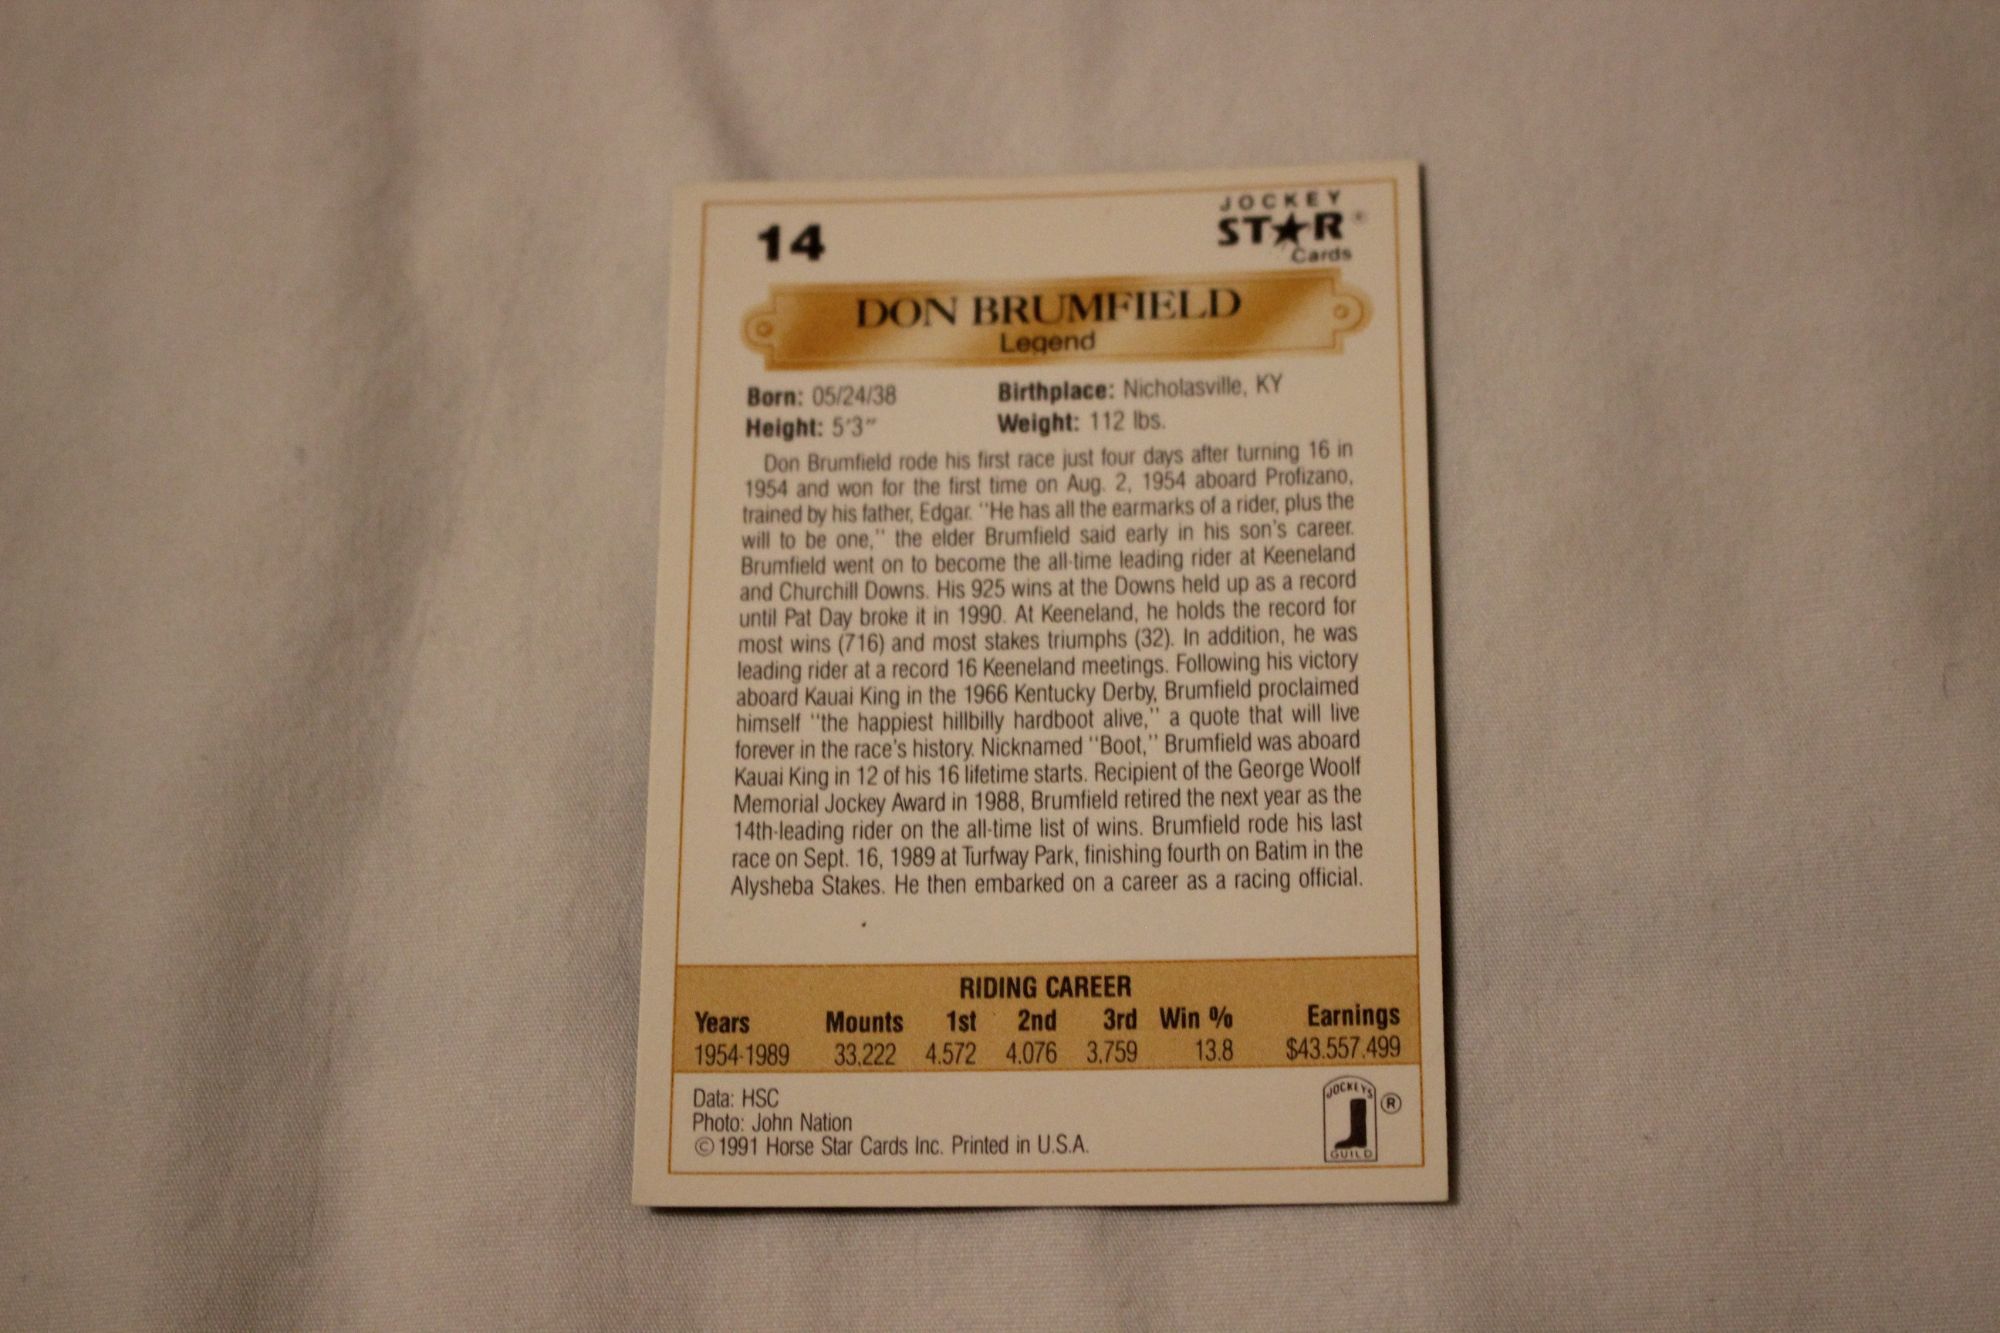 14
JOCKEY
STAR ®
Cards
DON BRUMFIELD
Legend
Born: 05/24/38 Birthplace: Nicholasville, KY
Height: 5'3" Weight: 112 lbs.
Don Brumfield rode his first race just four days after turning 16 in
1954 and won for the first time on Aug. 2, 1954 aboard Profizano,
trained by his father, Edgar. "He has all the earmarks of a rider, plus the
will to be one," the elder Brumfield said early in his son's career.
Brumfield went on to become the all-time leading rider at Keeneland
and Churchill Downs. His 925 wins at the Downs held up as a record
until Pat Day broke it in 1990. At Keeneland, he holds the record for
most wins (716) and most stakes triumphs (32). In addition, he was
leading rider at a record 16 Keeneland meetings. Following his victory
aboard Kauai King in the 1966 Kentucky Derby, Brumfield proclaimed
himself "the happiest hillbilly hardboot alive," a quote that will live
forever in the race's history. Nicknamed "Boot," Brumfield was aboard
Kauai King in 12 of his 16 lifetime starts. Recipient of the George Woolf
Memorial Jockey Award in 1988, Brumfield retired the next year as the
14th-leading rider on the all-time list of wins. Brumfield rode his last
race on Sept. 16, 1989 at Turfway Park, finishing fourth on Batim in the
Alysheba Stakes. He then embarked on a career as a racing official.
RIDING CAREER
Years Mounts 1st 2nd 3rd Win % Earnings
1954-1989 33,222 4,572 4,076 3,759 13.8 $43,557,499
Data: HSC
Photo: John Nation
© 1991 Horse Star Cards Inc. Printed in U.S.A.
JOCKEYS
GUILD ®